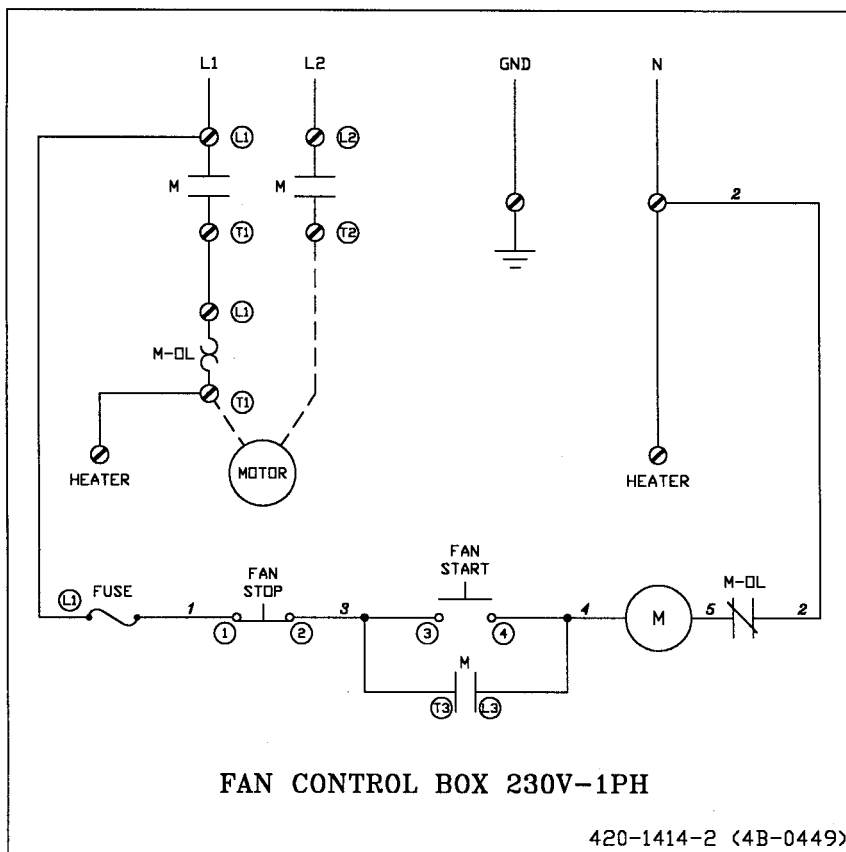 L1 L2 GND N
L1 L2
M M
2
T1 T2
L1
M-OL
T1
HEATER MOTOR HEATER
FAN
START
FAN
STOP
M-OL
L1 FUSE 1 3 4 M 5 2
1 2 3 4
M
T3 L3
FAN CONTROL BOX 230V-1PH
420-1414-2 (4B-0449)